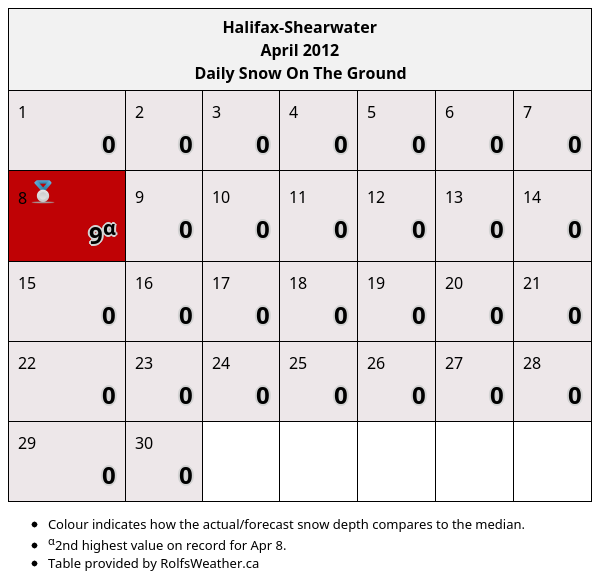 Halifax-Shearwater
April 2012
Daily Snow On The Ground
1 2 3 4 5 6 7
0 0 0 0 0 0 0
8 9 10 11 12 13 14
9α 0 0 0 0 0 0
15 16 17 18 19 20 21
0 0 0 0 0 0 0
22 23 24 25 26 27 28
0 0 0 0 0 0 0
29 30
0 0
• Colour indicates how the actual/forecast snow depth compares to the median.
• α2nd highest value on record for Apr 8.
• Table provided by RolfsWeather.ca